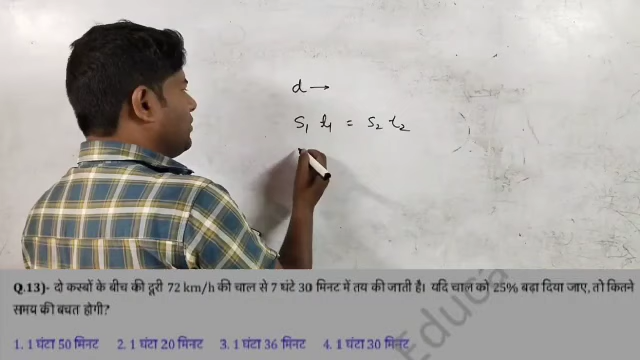 d →
S₁ t₁ = S₂ t₂
Q.13)- दो कस्बों के बीच की दूरी 72 km/h की चाल से 7 घंटे 30 मिनट में तय की जाती है। यदि चाल को 25% बढ़ा दिया जाए, तो कितने
समय की बचत होगी?
1. 1 घंटा 50 मिनट 2. 1 घंटा 20 मिनट 3. 1 घंटा 36 मिनट 4. 1 घंटा 30 मिनट
Educa